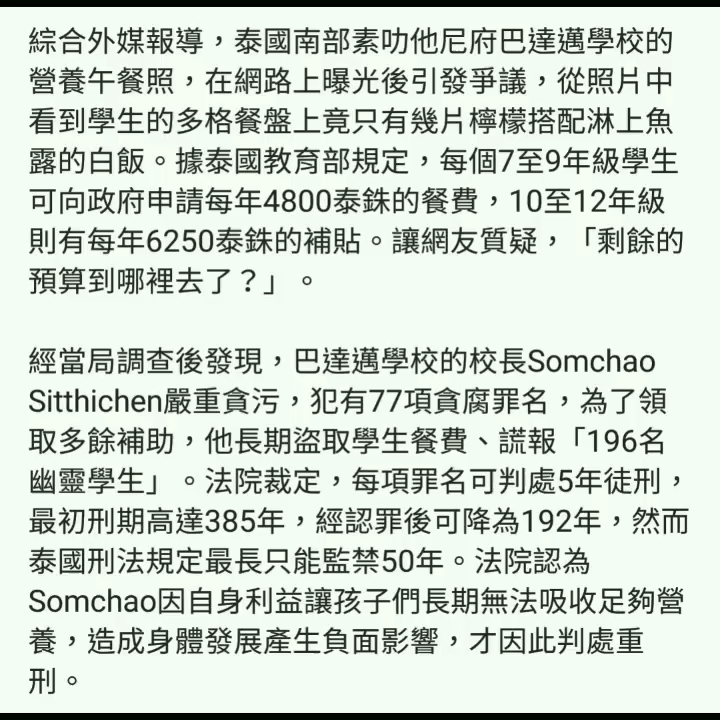 綜合外媒報導，泰國南部素叻他尼府巴達邁學校的
營養午餐照，在網路上曝光後引發爭議，從照片中
看到學生的多格餐盤上竟只有幾片檸檬搭配淋上魚
露的白飯。據泰國教育部規定，每個7至9年級學生
可向政府申請每年4800泰銖的餐費，10至12年級
則有每年6250泰銖的補貼。讓網友質疑，「剩餘的
預算到哪裡去了？」。
經當局調查後發現，巴達邁學校的校長Somchao
Sitthichen嚴重貪污，犯有77項貪腐罪名，為了領
取多餘補助，他長期盜取學生餐費、謊報「196名
幽靈學生」。法院裁定，每項罪名可判處5年徒刑，
最初刑期高達385年，經認罪後可降為192年，然而
泰國刑法規定最長只能監禁50年。法院認為
Somchao因自身利益讓孩子們長期無法吸收足夠營
養，造成身體發展產生負面影響，才因此判處重
刑。